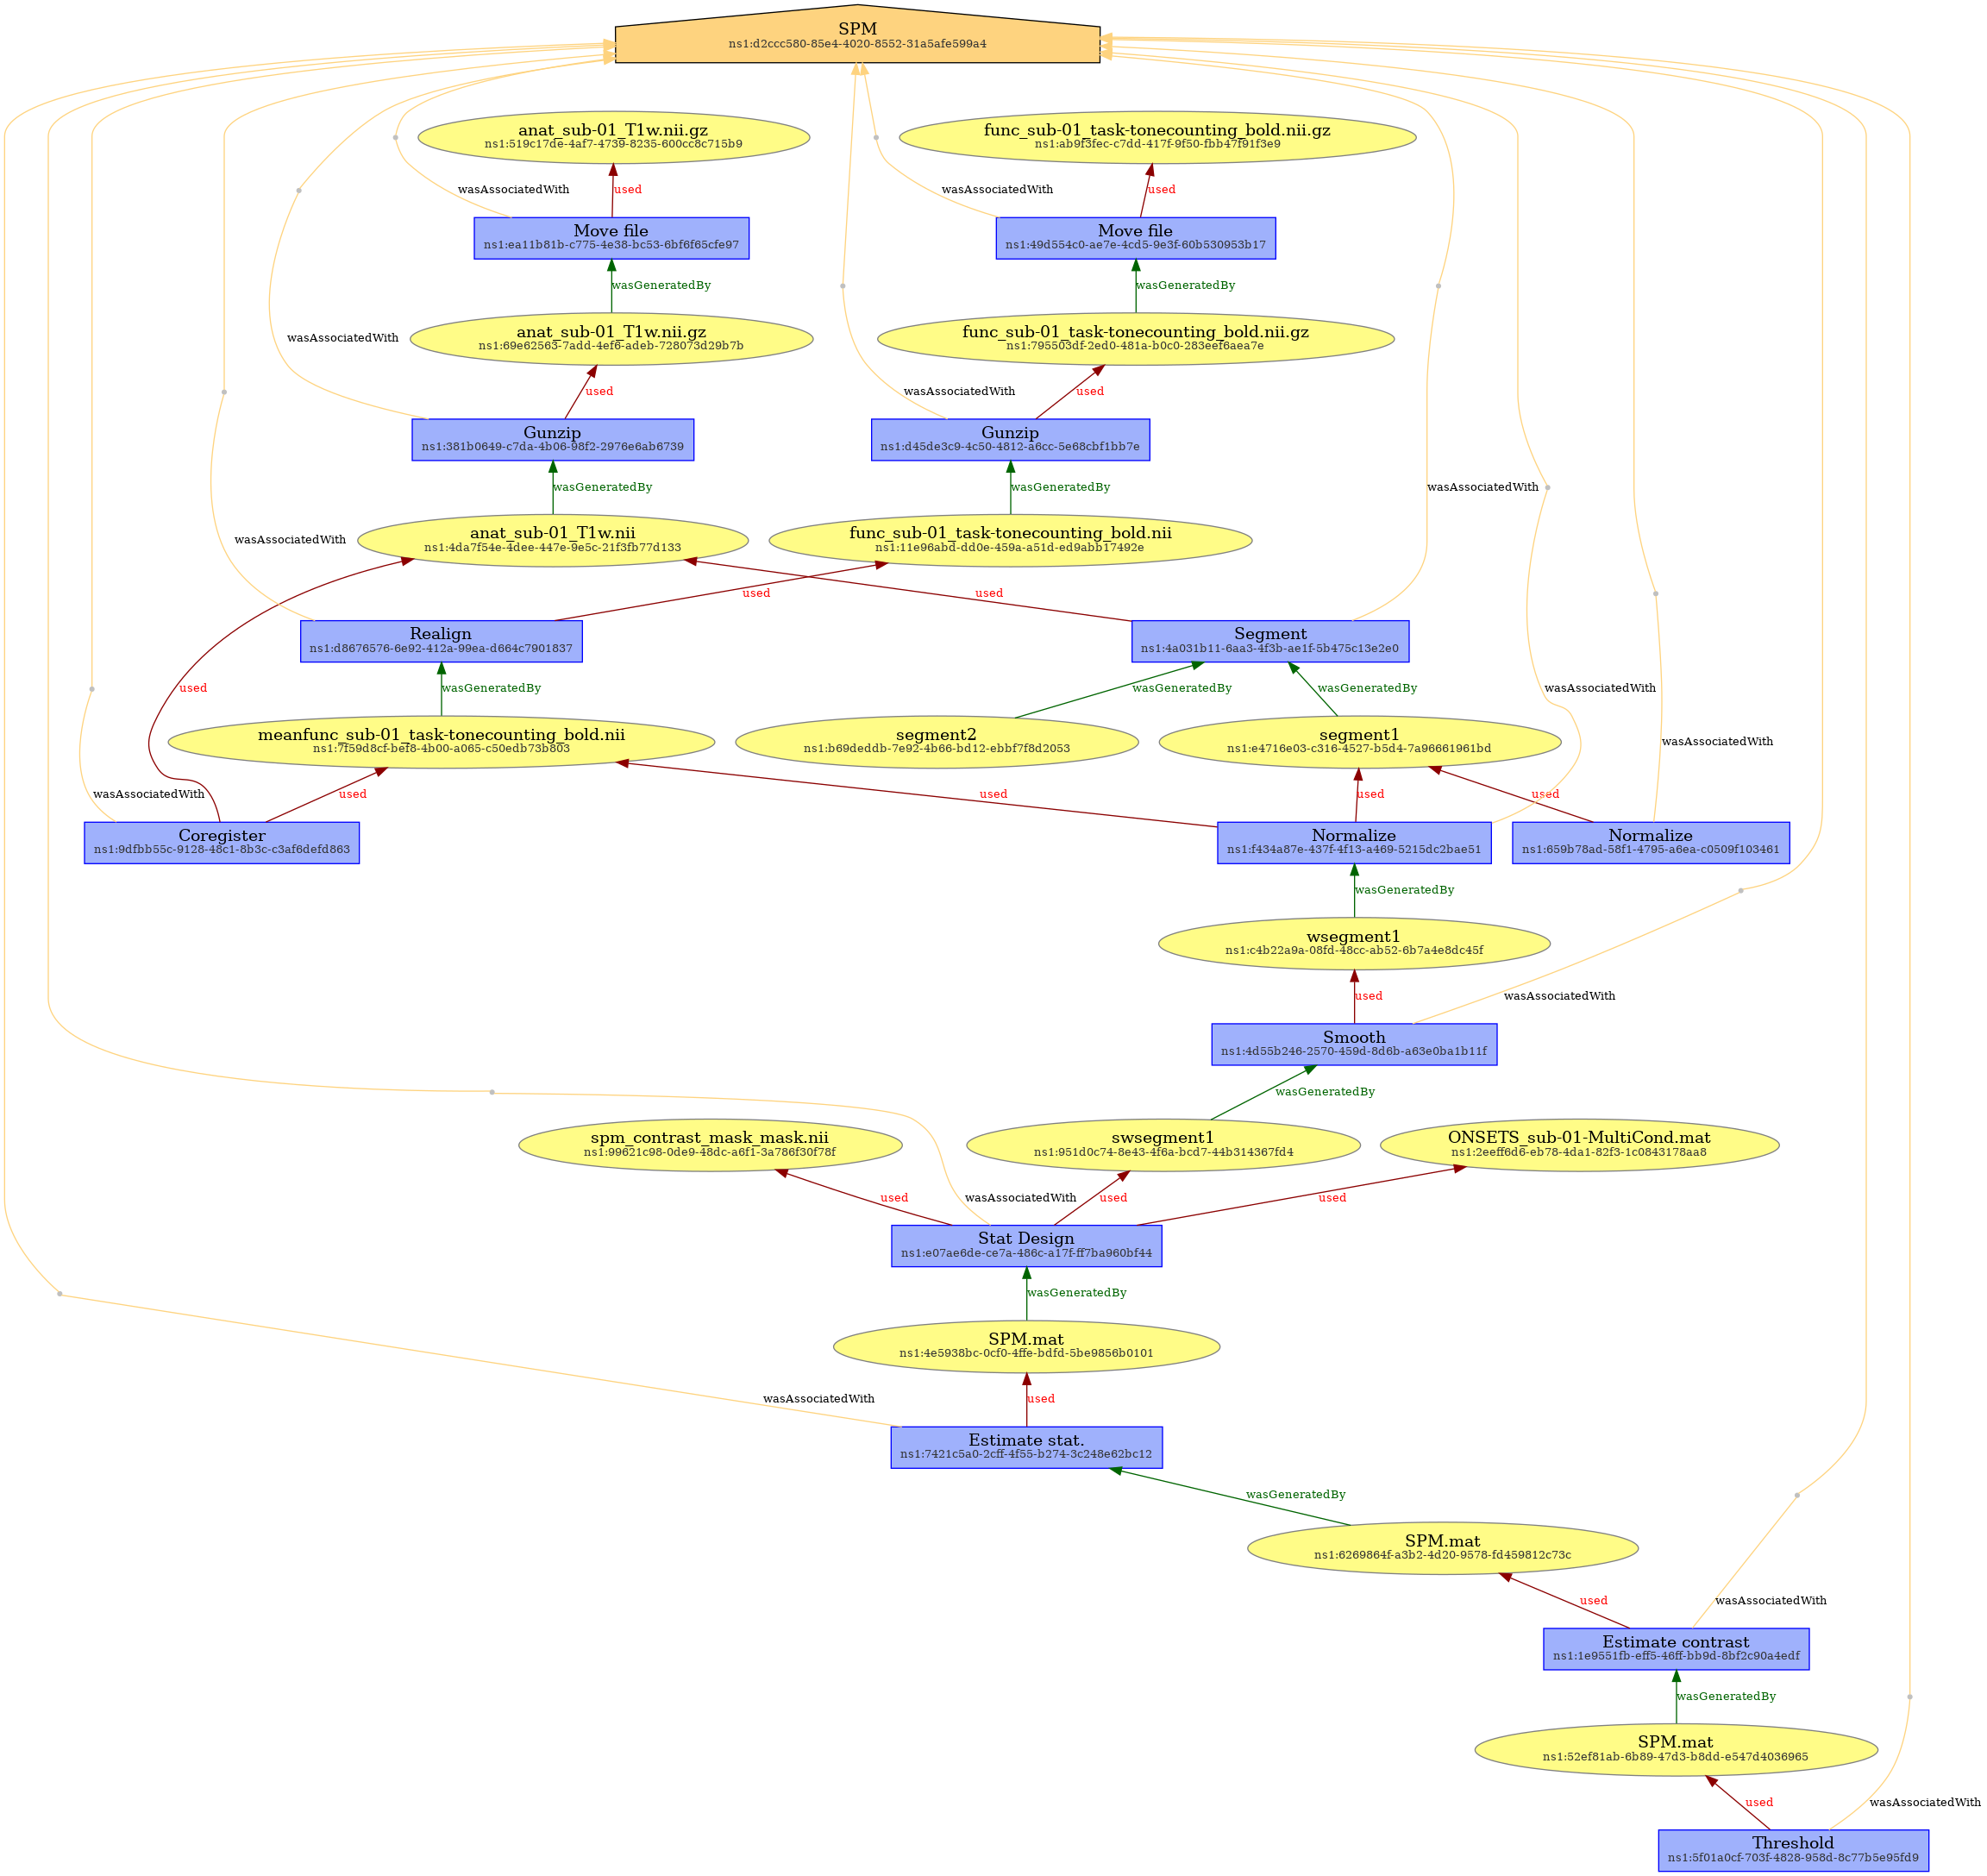 SPM
ns1:d2ccc580-85e4-4020-8552-31a5afe599a4
anat_sub-01_T1w.nii.gz
ns1:519c17de-4af7-4739-8235-600cc8c715b9
func_sub-01_task-tonecounting_bold.nii.gz
ns1:ab9f3fec-c7dd-417f-9f50-fbb47f91f3e9
wasAssociatedWith
used
wasAssociatedWith
used
Move file
ns1:ea11b81b-c775-4e38-bc53-6bf6f65cfe97
Move file
ns1:49d554c0-ae7e-4cd5-9e3f-60b530953b17
wasGeneratedBy
wasGeneratedBy
anat_sub-01_T1w.nii.gz
ns1:69e62563-7add-4ef6-adeb-728073d29b7b
func_sub-01_task-tonecounting_bold.nii.gz
ns1:795503df-2ed0-481a-b0c0-283eef6aea7e
wasAssociatedWith
used
wasAssociatedWith
used
Gunzip
ns1:381b0649-c7da-4b06-98f2-2976e6ab6739
Gunzip
ns1:d45de3c9-4c50-4812-a6cc-5e68cbf1bb7e
wasGeneratedBy
wasGeneratedBy
wasAssociatedWith
anat_sub-01_T1w.nii
ns1:4da7f54e-4dee-447e-9e5c-21f3fb77d133
func_sub-01_task-tonecounting_bold.nii
ns1:11e96abd-dd0e-459a-a51d-ed9abb17492e
wasAssociatedWith
used
used
Realign
ns1:d8676576-6e92-412a-99ea-d664c7901837
Segment
ns1:4a031b11-6aa3-4f3b-ae1f-5b475c13e2e0
used
wasGeneratedBy
wasGeneratedBy
wasGeneratedBy
wasAssociatedWith
meanfunc_sub-01_task-tonecounting_bold.nii
ns1:7f59d8cf-bef8-4b00-a065-c50edb73b803
segment2
ns1:b69deddb-7e92-4b66-bd12-ebbf7f8d2053
segment1
ns1:e4716e03-c316-4527-b5d4-7a96661961bd
wasAssociatedWith
wasAssociatedWith
used
used
used
used
Coregister
ns1:9dfbb55c-9128-48c1-8b3c-c3af6defd863
Normalize
ns1:f434a87e-437f-4f13-a469-5215dc2bae51
Normalize
ns1:659b78ad-58f1-4795-a6ea-c0509f103461
wasGeneratedBy
wsegment1
ns1:c4b22a9a-08fd-48cc-ab52-6b7a4e8dc45f
used
wasAssociatedWith
Smooth
ns1:4d55b246-2570-459d-8d6b-a63e0ba1b11f
wasGeneratedBy
spm_contrast_mask_mask.nii
ns1:99621c98-0de9-48dc-a6f1-3a786f30f78f
swsegment1
ns1:951d0c74-8e43-4f6a-bcd7-44b314367fd4
ONSETS_sub-01-MultiCond.mat
ns1:2eeff6d6-eb78-4da1-82f3-1c0843178aa8
used
wasAssociatedWith
used
used
Stat Design
ns1:e07ae6de-ce7a-486c-a17f-ff7ba960bf44
wasGeneratedBy
SPM.mat
ns1:4e5938bc-0cf0-4ffe-bdfd-5be9856b0101
wasAssociatedWith
used
Estimate stat.
ns1:7421c5a0-2cff-4f55-b274-3c248e62bc12
wasGeneratedBy
SPM.mat
ns1:6269864f-a3b2-4d20-9578-fd459812c73c
used
wasAssociatedWith
Estimate contrast
ns1:1e9551fb-eff5-46ff-bb9d-8bf2c90a4edf
wasGeneratedBy
SPM.mat
ns1:52ef81ab-6b89-47d3-b8dd-e547d4036965
used
wasAssociatedWith
Threshold
ns1:5f01a0cf-703f-4828-958d-8c77b5e95fd9